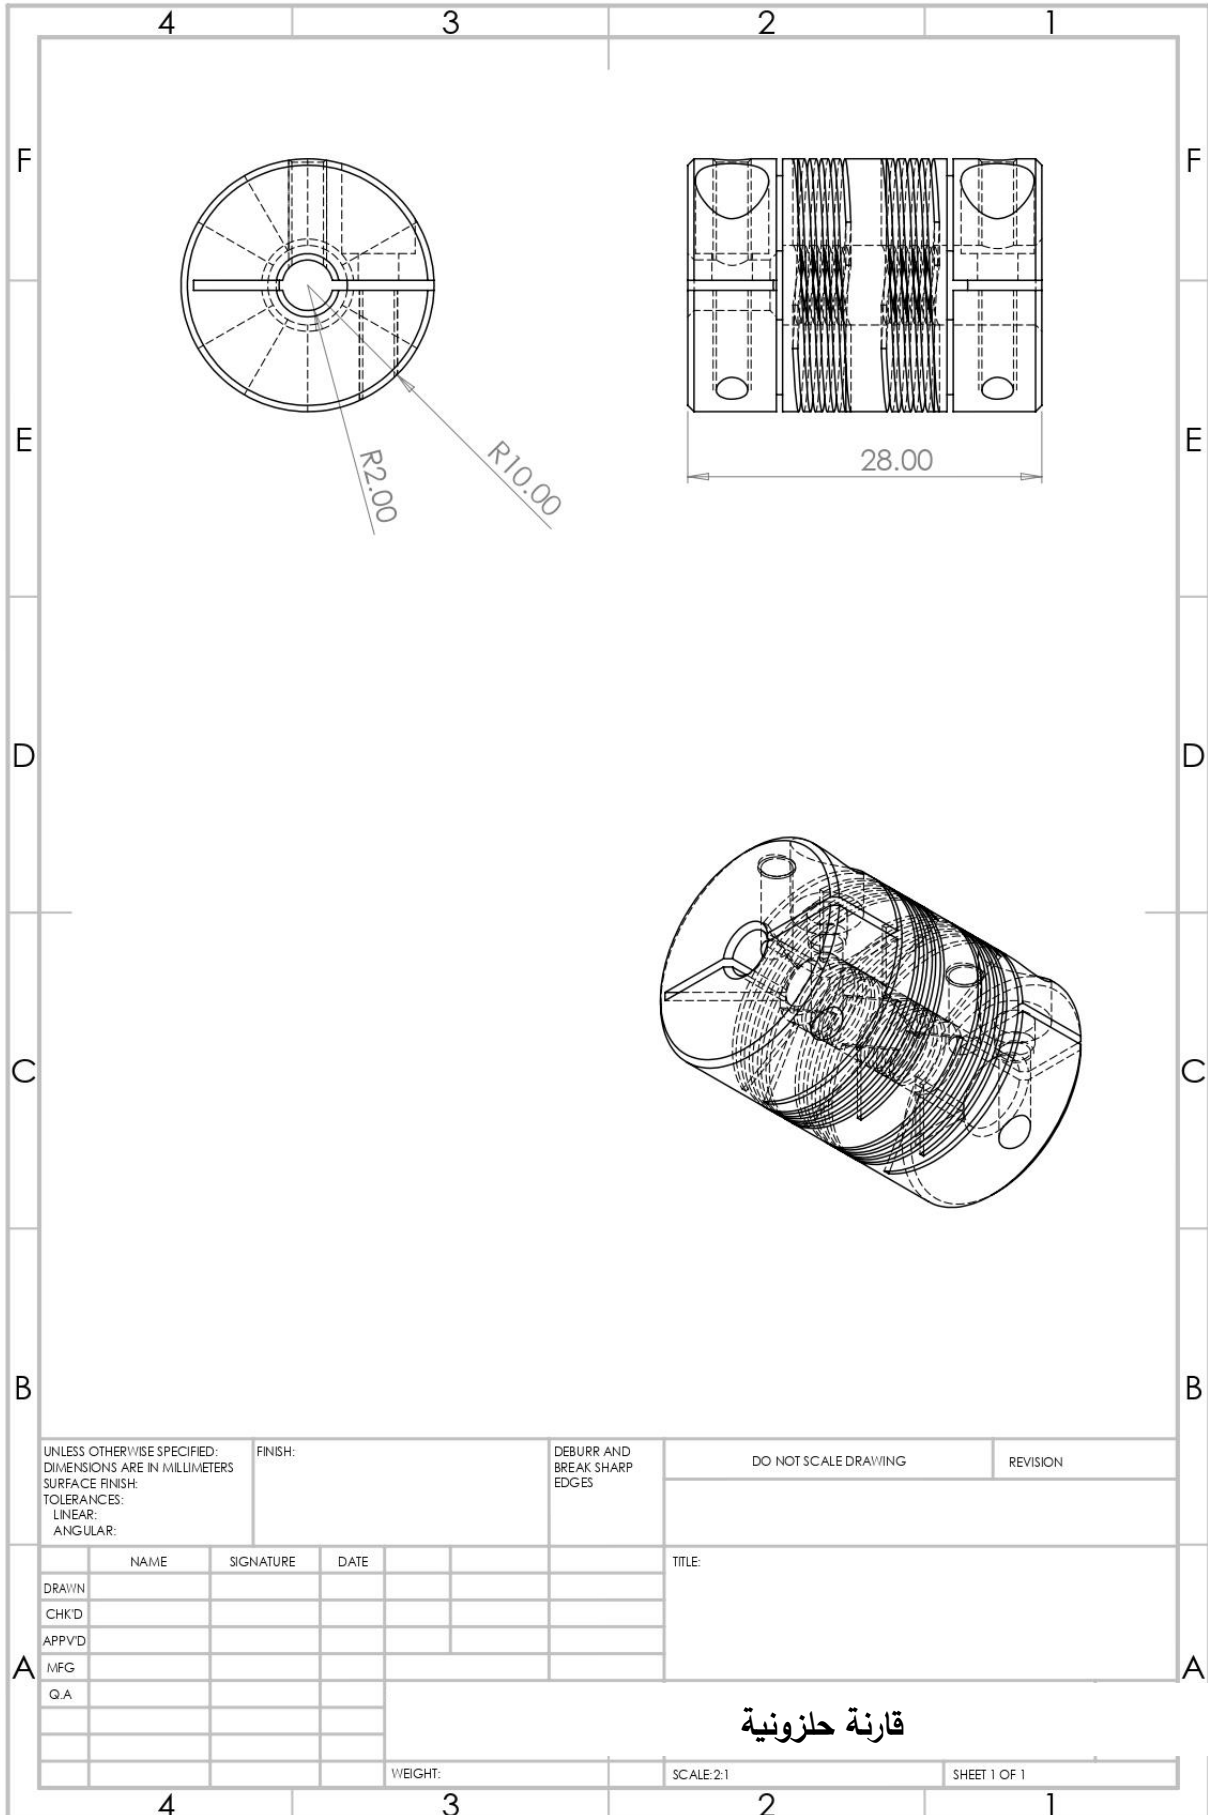 4 3 2 1
F F
R2.00
R10.00
28.00
E E
D D
C C
B B
UNLESS OTHERWISE SPECIFIED:
DIMENSIONS ARE IN MILLIMETERS
SURFACE FINISH:
TOLERANCES:
LINEAR:
ANGULAR:
FINISH:
DEBURR AND
BREAK SHARP
EDGES
DO NOT SCALE DRAWING
REVISION
NAME SIGNATURE DATE
TITLE:
DRAWN
CHK'D
APPV'D
MFG
Q.A
A A
قارنة حلزونية
WEIGHT:
SCALE:2:1
SHEET 1 OF 1
4 3 2 1